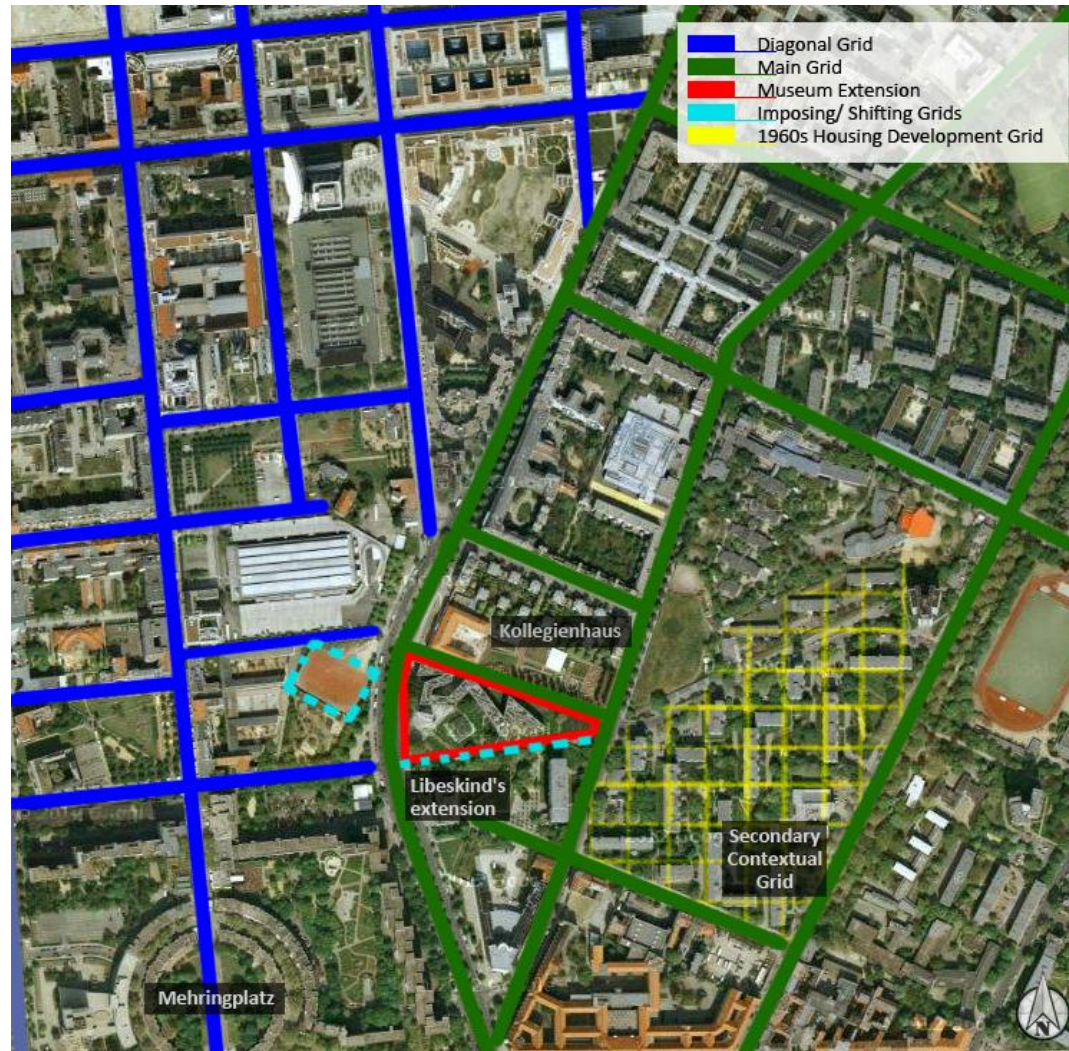 Diagonal Grid
Main Grid
Museum Extension
Imposing/ Shifting Grids
1960s Housing Development Grid
Kollegienhaus
Libeskind's
extension
Secondary
Contextual
Grid
Mehringplatz
N